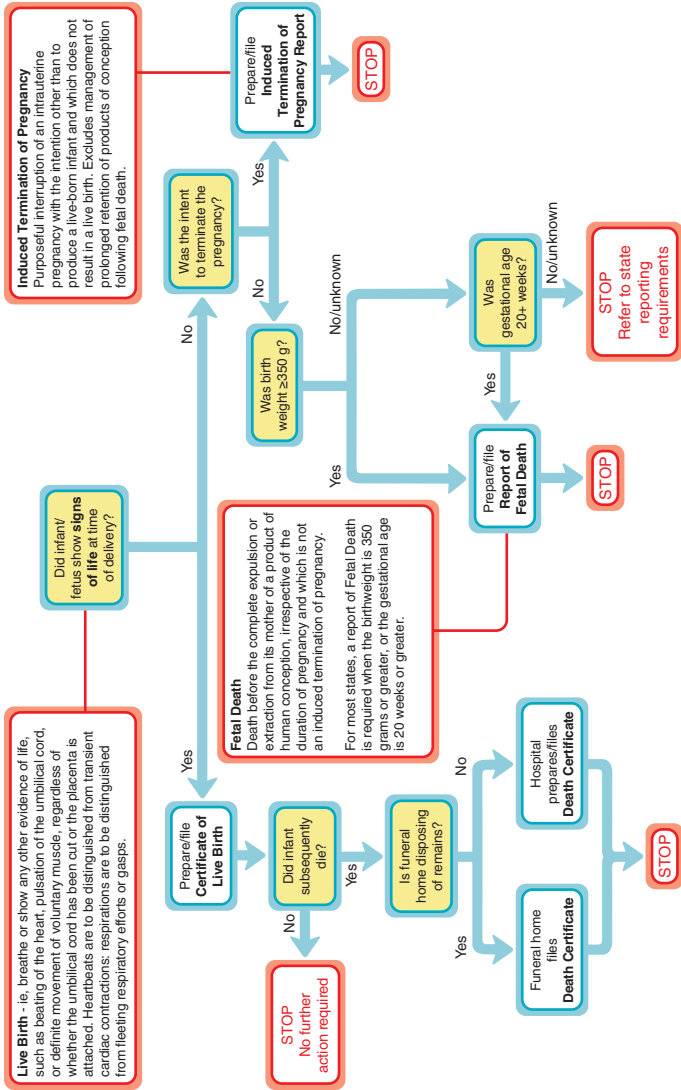 Live Birth - ie, breathe or show any other evidence of life,
such as beating of the heart, pulsation of the umbilical cord,
or definite movement of voluntary muscle, regardless of
whether the umbilical cord has been cut or the placenta is
attached. Heartbeats are to be distinguished from transient
cardiac contractions: respirations are to be distinguished
from fleeting respiratory efforts or gasps.
Did infant/
fetus show signs
of life at time
of delivery?
Induced Termination of Pregnancy
Purposeful interruption of an intrauterine
pregnancy with the intention other than to
produce a live-born infant and which does not
result in a live birth. Excludes management of
prolonged retention of products of conception
following fetal death.
Yes
No
Prepare/file
Certificate of
Live Birth
Was the intent
to terminate the
pregnancy?
Prepare/file
Induced
Termination of
Pregnancy Report
Fetal Death
Death before the complete expulsion or
extraction from its mother of a product of
human conception, irrespective of the
duration of pregnancy and which is not
an induced termination of pregnancy.
For most states, a report of Fetal Death
is required when the birthweight is 350
grams or greater, or the gestational age
is 20 weeks or greater.
No
Yes
STOP
Did infant
subsequently
die?
Was birth
weight ≥350 g?
No
Yes
Yes
No/unknown
STOP
No further
action required
Is funeral
home disposing
of remains?
Prepare/file
Report of
Fetal Death
Yes
Was
gestational age
20+ weeks?
Yes
No
No/unknown
Funeral home
files
Death Certificate
Hospital
prepares/files
Death Certificate
STOP
STOP
Refer to state
reporting
requirements
STOP